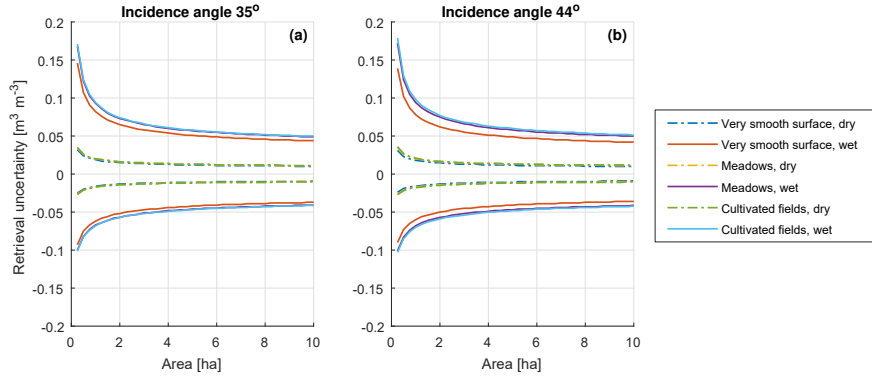 Incidence angle 35°
(a)
Retrieval uncertainty [m³ m⁻³]
0.2
0.15
0.1
0.05
0
-0.05
-0.1
-0.15
-0.2
0 2 4 6 8 10
Area [ha]
Incidence angle 44°
(b)
0.2
0.15
0.1
0.05
0
-0.05
-0.1
-0.15
-0.2
0 2 4 6 8 10
Area [ha]
Very smooth surface, dry
Very smooth surface, wet
Meadows, dry
Meadows, wet
Cultivated fields, dry
Cultivated fields, wet